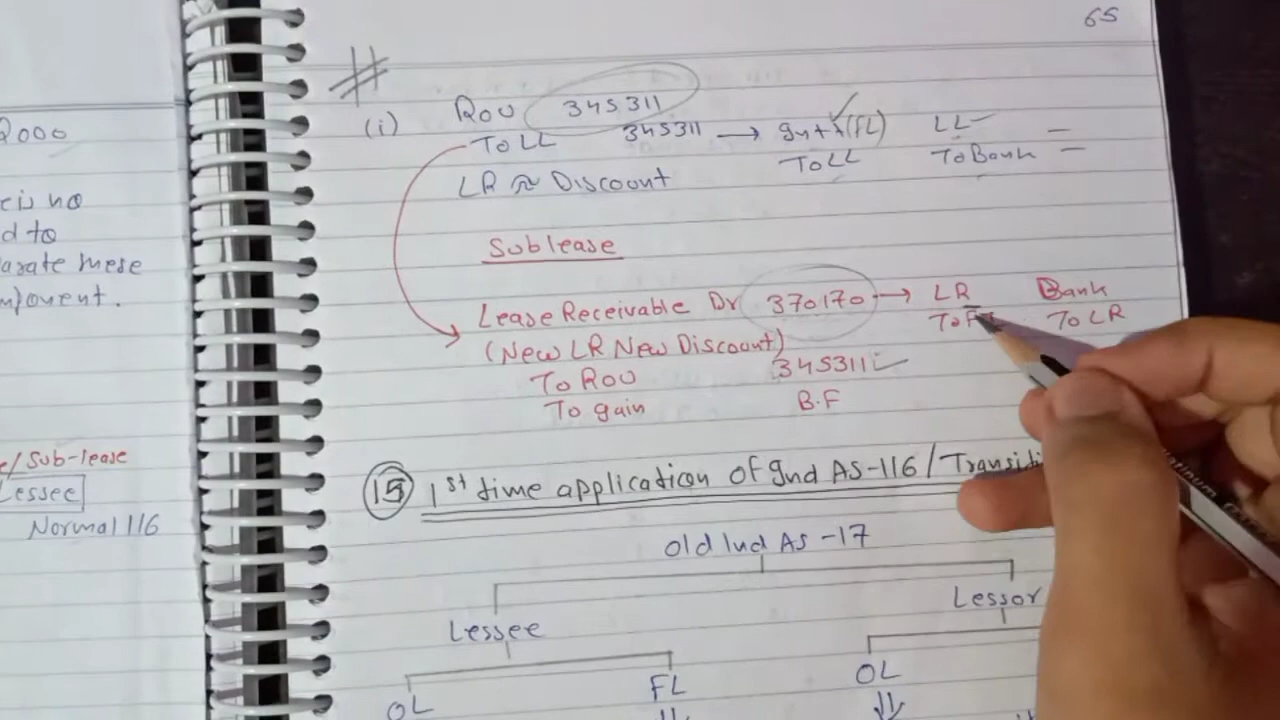 65
2000
(i) ROU 345311
To LL 345311 → (FL) LL
To LL To Bank
LR ≈ Discount
is no
d to
arate these
mponent.
Sublease
Lease Receivable Dr 370170 → LR Bank
To To LR
(New LR New Discount)
To ROU 345311
To gain B.F
e/Sub-lease
Lessee
Normal 116
15 1st time application of Ind AS-116/Transiti
Old Ind AS-17
Lessee Lessor
OL FL OL